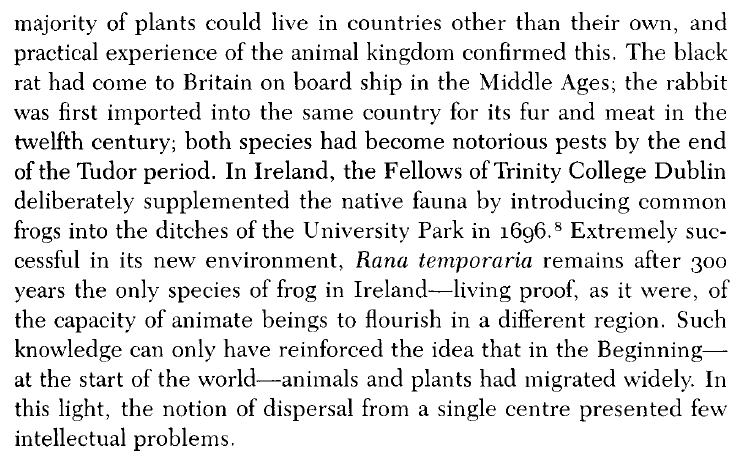 majority of plants could live in countries other than their own, and
practical experience of the animal kingdom confirmed this. The black
rat had come to Britain on board ship in the Middle Ages; the rabbit
was first imported into the same country for its fur and meat in the
twelfth century; both species had become notorious pests by the end
of the Tudor period. In Ireland, the Fellows of Trinity College Dublin
deliberately supplemented the native fauna by introducing common
frogs into the ditches of the University Park in 1696.⁸ Extremely suc-
cessful in its new environment, Rana temporaria remains after 300
years the only species of frog in Ireland—living proof, as it were, of
the capacity of animate beings to flourish in a different region. Such
knowledge can only have reinforced the idea that in the Beginning—
at the start of the world—animals and plants had migrated widely. In
this light, the notion of dispersal from a single centre presented few
intellectual problems.